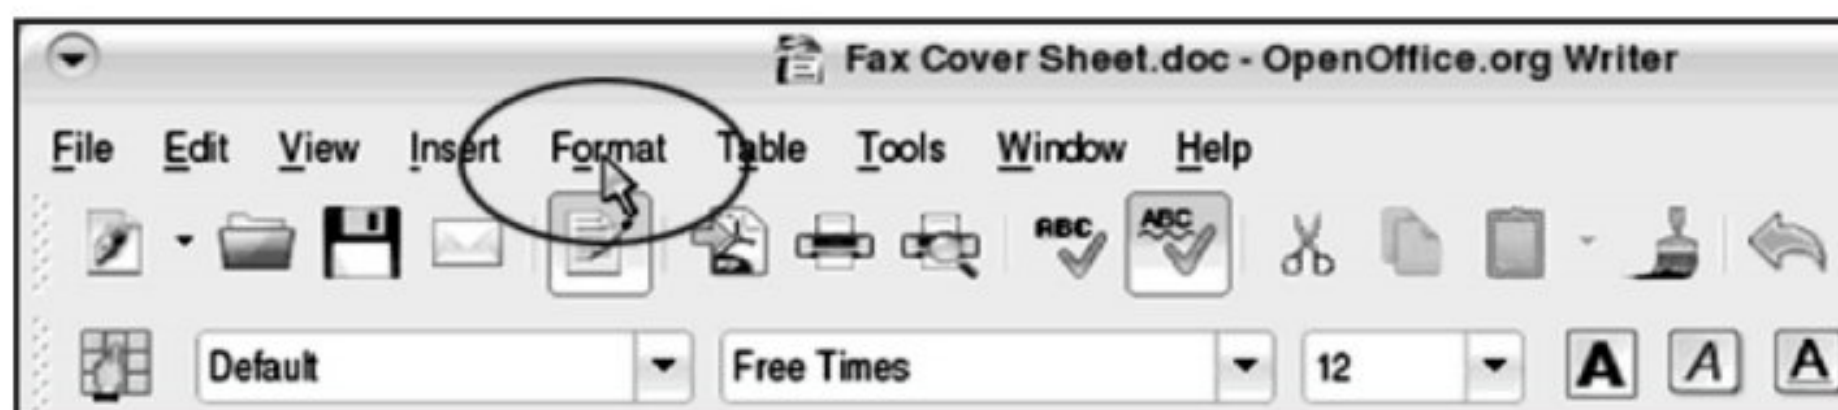 Fax Cover Sheet.doc - OpenOffice.org Writer
File Edit View Insert Format Table Tools Window Help
ABC ABC
Default Free Times 12 A A A